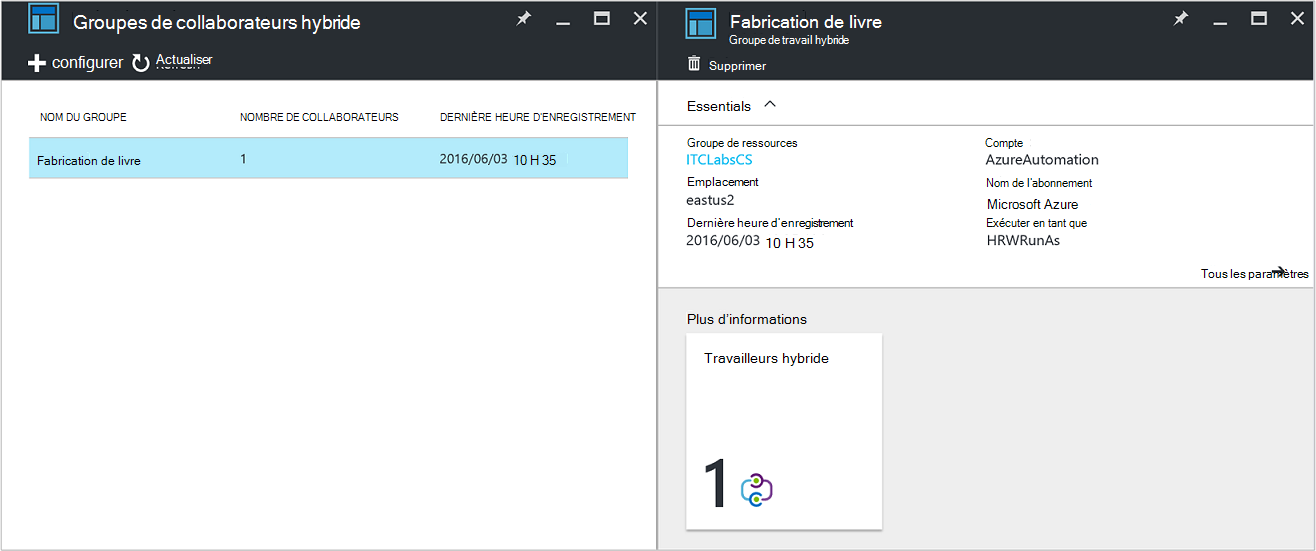 Groupes de collaborateurs hybride
configurer Actualiser
NOM DU GROUPE NOMBRE DE COLLABORATEURS DERNIÈRE HEURE D'ENREGISTREMENT
Fabrication de livre 1 2016/06/03 10 H 35
Fabrication de livre
Groupe de travail hybride
Supprimer
Essentials
Groupe de ressources
ITCLabsCS
Emplacement
eastus2
Dernière heure d'enregistrement
2016/06/03 10 H 35
Compte
AzureAutomation
Nom de l'abonnement
Microsoft Azure
Exécuter en tant que
HRWRunAs
Tous les paramètres
Plus d'informations
Travailleurs hybride
1